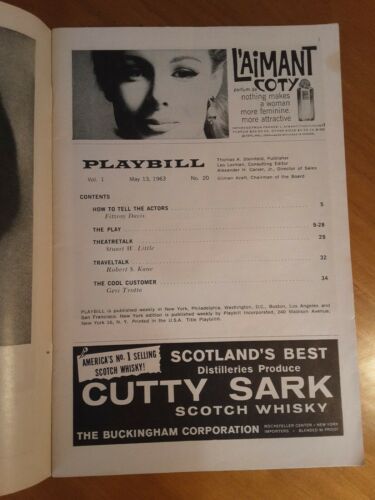 L'AIMANT
parfum de COTY
nothing makes
a woman
more feminine,
more attractive
PLAYBILL
Vol. 1 May 13, 1963 No. 20
Thomas A. Steinfeld, Publisher
Leo Lerman, Consulting Editor
Alexander H. Carver, Jr., Director of Sales
Gilman Kraft, Chairman of the Board
CONTENTS
HOW TO TELL THE ACTORS 5
Fitzroy Davis
THE PLAY 9-28
THEATRETALK 29
Stuart W. Little
TRAVELTALK 32
Robert S. Kane
THE COOL CUSTOMER 34
Geri Trotta
PLAYBILL is published weekly in New York, Philadelphia, Washington, D.C., Boston, Los Angeles and
San Francisco. New York edition is published weekly by Playbill Incorporated, 240 Madison Avenue,
New York 16, N. Y. Printed in the U.S.A. Title Playbill®.
AMERICA'S No. 1 SELLING
SCOTCH WHISKY!
SCOTLAND'S BEST
Distilleries Produce
CUTTY SARK
SCOTCH WHISKY
THE BUCKINGHAM CORPORATION
ROCKEFELLER CENTER • NEW YORK
IMPORTERS • BLENDED 86 PROOF